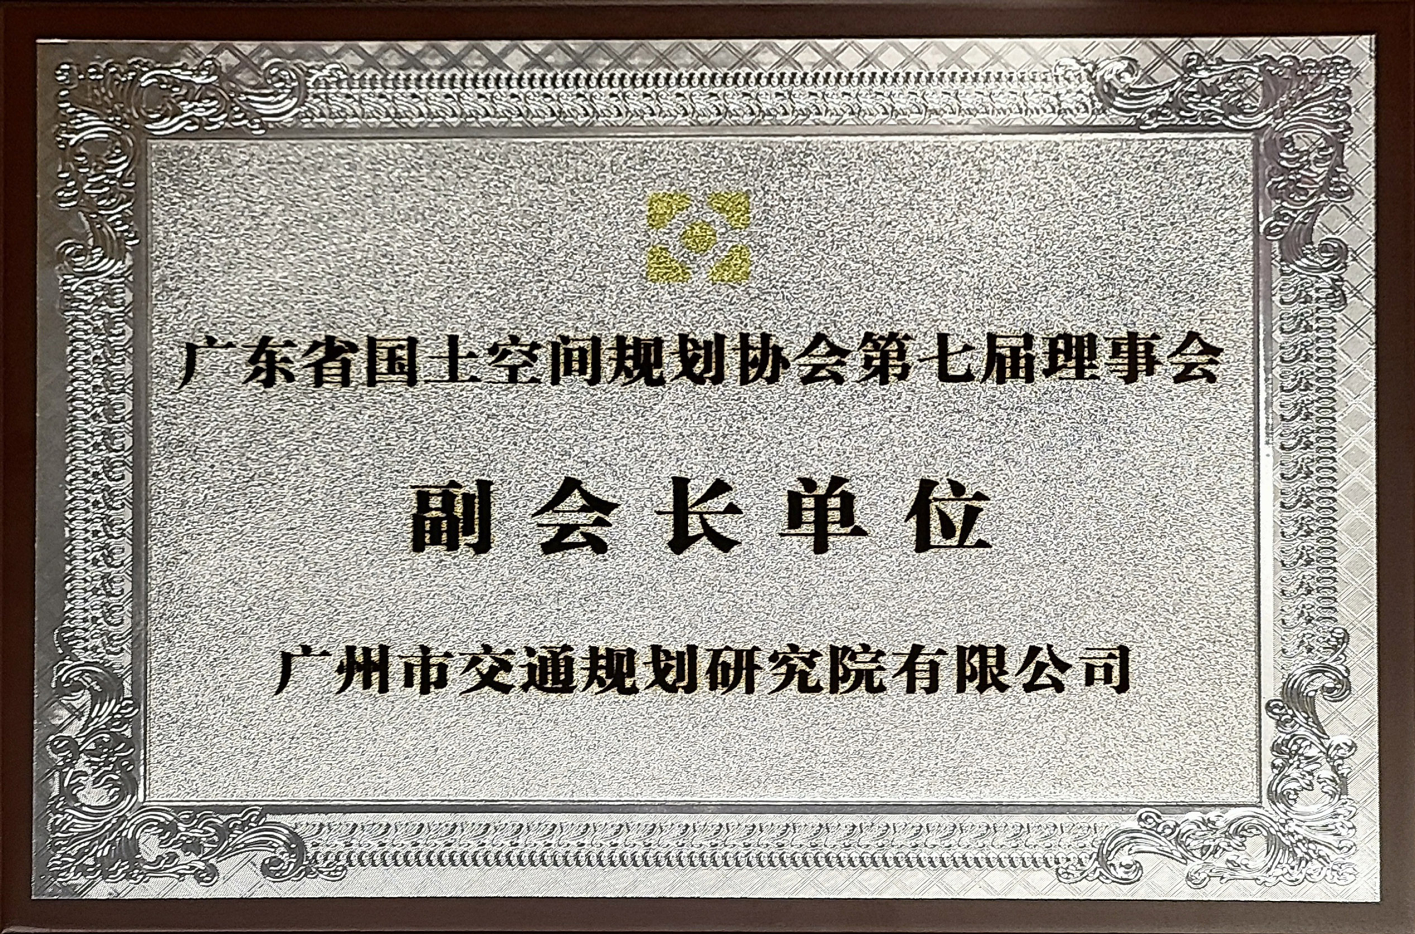 广东省国土空间规划协会第七届理事会
副会长单位
广州市交通规划研究院有限公司